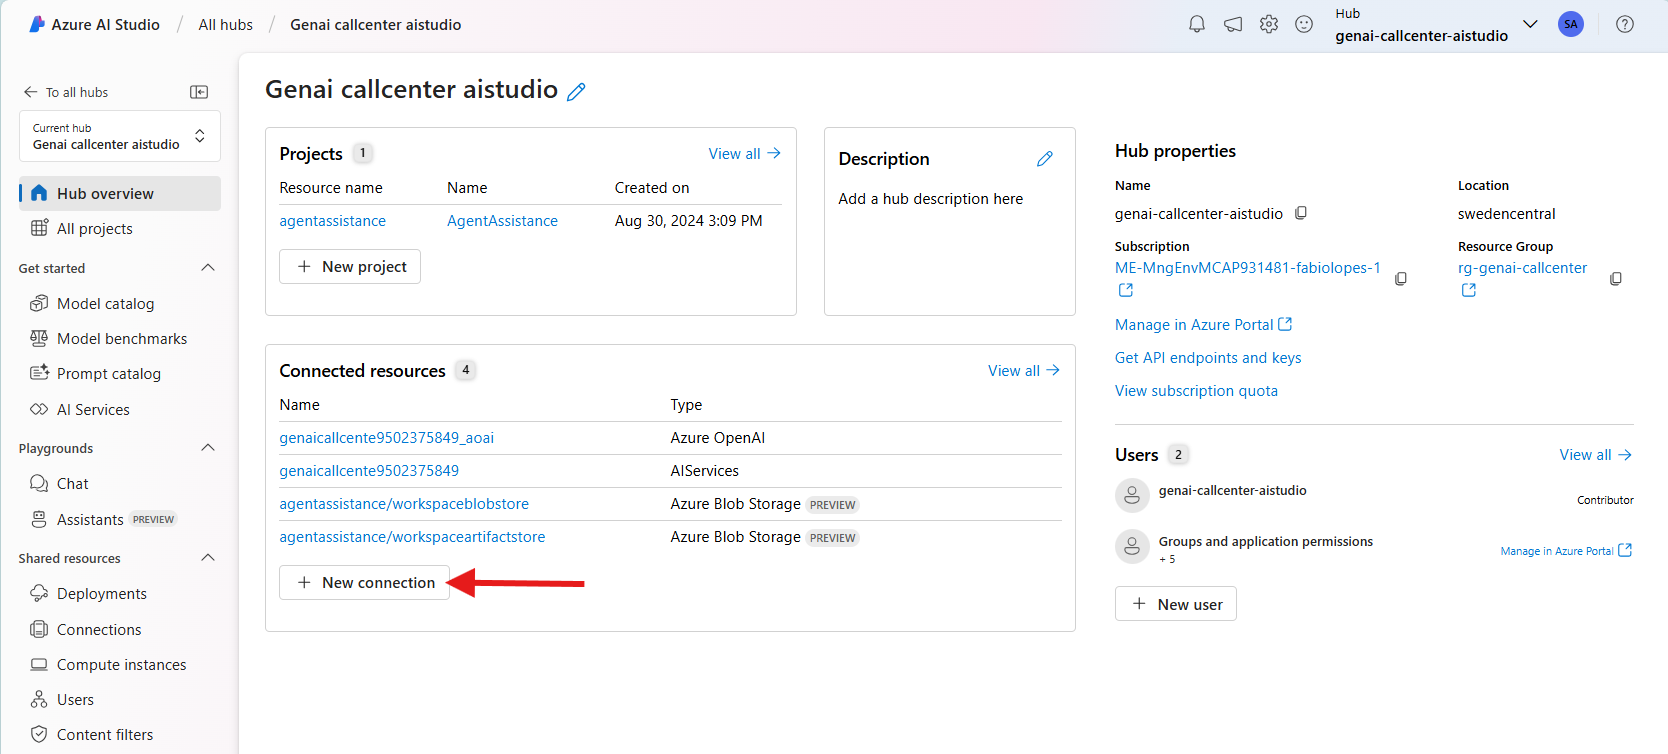 Azure AI Studio / All hubs / Genai callcenter aistudio
Hub
genai-callcenter-aistudio
SA
To all hubs
Current hub
Genai callcenter aistudio
Hub overview
All projects
Get started
Model catalog
Model benchmarks
Prompt catalog
AI Services
Playgrounds
Chat
Assistants PREVIEW
Shared resources
Deployments
Connections
Compute instances
Users
Content filters
Genai callcenter aistudio
Projects 1 View all
Resource name Name Created on
agentassistance AgentAssistance Aug 30, 2024 3:09 PM
New project
Description
Add a hub description here
Connected resources 4 View all
Name Type
genaicallcente9502375849_aoai Azure OpenAI
genaicallcente9502375849 AIServices
agentassistance/workspaceblobstore Azure Blob Storage PREVIEW
agentassistance/workspaceartifactstore Azure Blob Storage PREVIEW
New connection
Hub properties
Name Location
genai-callcenter-aistudio swedencentral
Subscription Resource Group
ME-MngEnvMCAP931481-fabiolopes-1 rg-genai-callcenter
Manage in Azure Portal
Get API endpoints and keys
View subscription quota
Users 2 View all
genai-callcenter-aistudio
Contributor
Groups and application permissions
+ 5
Manage in Azure Portal
New user